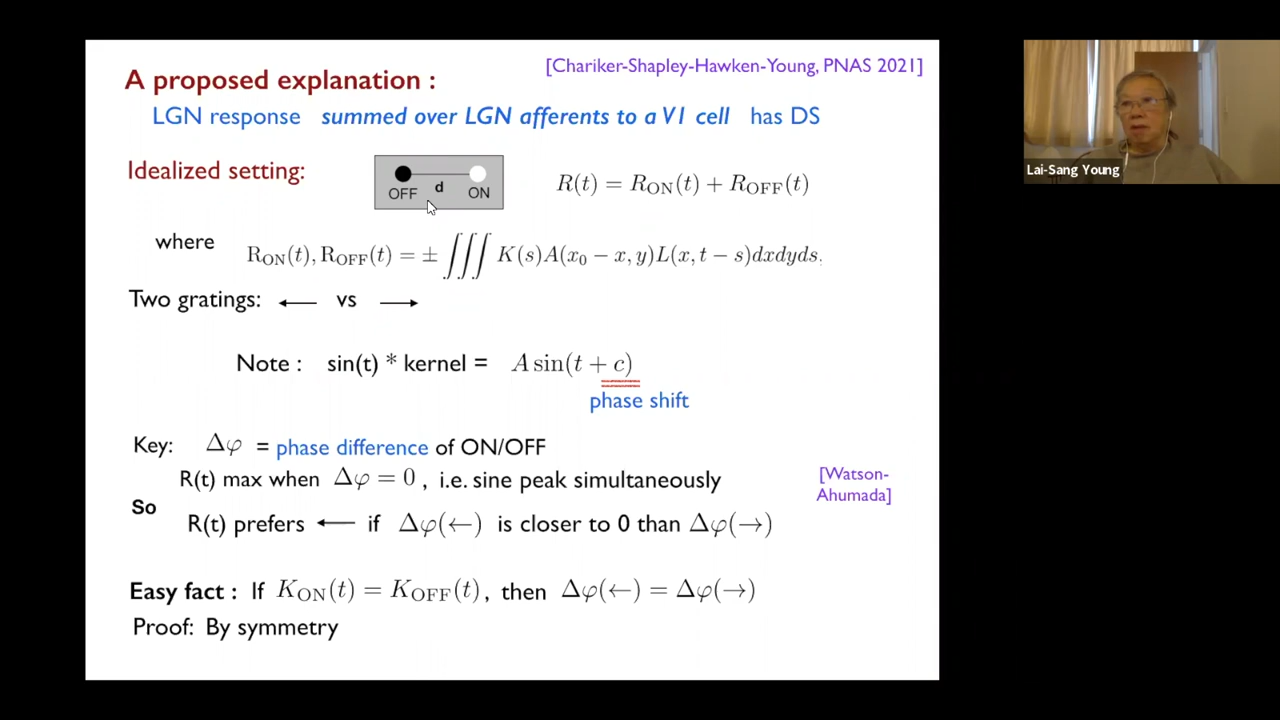 [Chariker-Shapley-Hawken-Young, PNAS 2021]
A proposed explanation :
LGN response summed over LGN afferents to a V1 cell has DS
Idealized setting:
OFF d ON
R(t) = R_ON(t) + R_OFF(t)
where R_ON(t), R_OFF(t) = ± ∫∫∫ K(s)A(x₀ − x, y)L(x, t − s)dxdyds,
Two gratings: ← vs →
Note : sin(t) * kernel = A sin(t + c)
phase shift
Key: Δφ = phase difference of ON/OFF
R(t) max when Δφ = 0 , i.e. sine peak simultaneously
[Watson-
Ahumada]
So
R(t) prefers ← if Δφ(←) is closer to 0 than Δφ(→)
Easy fact : If K_ON(t) = K_OFF(t), then Δφ(←) = Δφ(→)
Proof: By symmetry
Lai-Sang Young